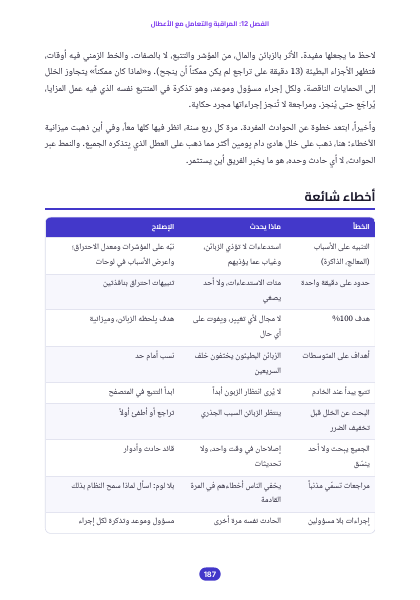 الفصل 12: المراقبة والتعامل مع الأعطال
لاحظ ما يجعلها مفيدة. الأثر بالزبائن والمال، من المؤشر والتتبع، لا بالصفات. والخط الزمني فيه أوقات،
فتظهر الأجزاء البطيئة (13 دقيقة على تراجع لم يكن ممكناً أن ينجح). و«لماذا كان ممكناً» يتجاوز الخلل
إلى الحمايات الناقصة. ولكل إجراء مسؤول وموعد، وهو تذكرة في المتتبع نفسه الذي فيه عمل المزايا،
يُراجَع حتى يُنجز. ومراجعة لا تُنجز إجراءاتها مجرد حكاية.
وأخيراً، ابتعد خطوة عن الحوادث المفردة. مرة كل ربع سنة، انظر فيها كلها معاً، وفي أين ذهبت ميزانية
الأخطاء: هنا، ذهب على خلل هادئ دام يومين أكثر مما ذهب على العطل الذي يتذكره الجميع. والنمط عبر
الحوادث، لا أي حادث وحده، هو ما يخبر الفريق أين يستثمر.
أخطاء شائعة
الخطأ ماذا يحدث الإصلاح
التنبيه على الأسباب استدعاءات لا تؤذي الزبائن، نبّه على المؤشرات ومعدل الاحتراق؛
(المعالج، الذاكرة) وغياب عما يؤذيهم واعرض الأسباب في لوحات
حدود على دقيقة واحدة مئات الاستدعاءات، ولا أحد تنبيهات احتراق بنافذتين
يصغي
هدف 100% لا مجال لأي تغيير، ويفوت على هدف يلحظه الزبائن، وميزانية
أي حال
أهداف على المتوسطات الزبائن البطيئون يختفون خلف نسب أمام حد
السريعين
تتبع يبدأ عند الخادم لا يُرى انتظار الزبون أبداً ابدأ التتبع في المتصفح
البحث عن الخلل قبل ينتظر الزبائن السبب الجذري تراجع أو أطفئ أولاً
تخفيف الضرر
الجميع يبحث ولا أحد إصلاحان في وقت واحد، ولا قائد حادث وأدوار
ينسّق تحديثات
مراجعات تسمّي مذنباً يخفي الناس أخطاءهم في المرة بلا لوم: اسأل لماذا سمح النظام بذلك
القادمة
إجراءات بلا مسؤولين الحادث نفسه مرة أخرى مسؤول وموعد وتذكرة لكل إجراء
187